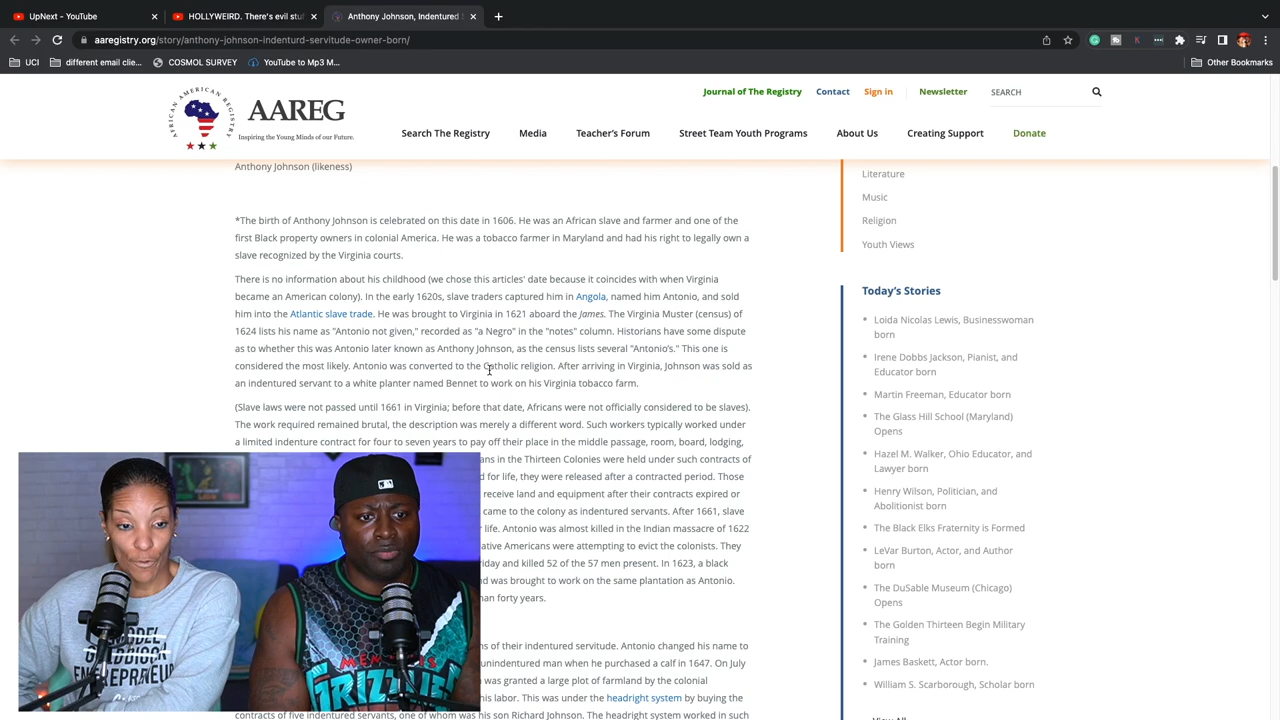 UpNext - YouTube
HOLLYWEIRD. There's evil stuf
Anthony Johnson, Indentured S
aaregistry.org/story/anthony-johnson-indenturd-servitude-owner-born/
UCI
different email clie...
COSMOL SURVEY
YouTube to Mp3 M...
Other Bookmarks
AFRICAN AMERICAN REGISTRY
AAREG
Inspiring the Young Minds of our Future.
Journal of The Registry
Contact
Sign in
Newsletter
SEARCH
Search The Registry
Media
Teacher's Forum
Street Team Youth Programs
About Us
Creating Support
Donate
Anthony Johnson (likeness)
*The birth of Anthony Johnson is celebrated on this date in 1606. He was an African slave and farmer and one of the
first Black property owners in colonial America. He was a tobacco farmer in Maryland and had his right to legally own a
slave recognized by the Virginia courts.
There is no information about his childhood (we chose this articles' date because it coincides with when Virginia
became an American colony). In the early 1620s, slave traders captured him in Angola, named him Antonio, and sold
him into the Atlantic slave trade. He was brought to Virginia in 1621 aboard the James. The Virginia Muster (census) of
1624 lists his name as "Antonio not given," recorded as "a Negro" in the "notes" column. Historians have some dispute
as to whether this was Antonio later known as Anthony Johnson, as the census lists several "Antonio's." This one is
considered the most likely. Antonio was converted to the Catholic religion. After arriving in Virginia, Johnson was sold as
an indentured servant to a white planter named Bennet to work on his Virginia tobacco farm.
(Slave laws were not passed until 1661 in Virginia; before that date, Africans were not officially considered to be slaves).
The work required remained brutal, the description was merely a different word. Such workers typically worked under
a limited indenture contract for four to seven years to pay off their place in the middle passage, room, board, lodging,
ans in the Thirteen Colonies were held under such contracts of
d for life, they were released after a contracted period. Those
receive land and equipment after their contracts expired or
came to the colony as indentured servants. After 1661, slave
life. Antonio was almost killed in the Indian massacre of 1622
ative Americans were attempting to evict the colonists. They
riday and killed 52 of the 57 men present. In 1623, a black
nd was brought to work on the same plantation as Antonio.
han forty years.
ns of their indentured servitude. Antonio changed his name to
unindentured man when he purchased a calf in 1647. On July
was granted a large plot of farmland by the colonial
his labor. This was under the headright system by buying the
contracts of five indentured servants, one of whom was his son Richard Johnson. The headright system worked in such
Literature
Music
Religion
Youth Views
Today's Stories
Loida Nicolas Lewis, Businesswoman
born
Irene Dobbs Jackson, Pianist, and
Educator born
Martin Freeman, Educator born
The Glass Hill School (Maryland)
Opens
Hazel M. Walker, Ohio Educator, and
Lawyer born
Henry Wilson, Politician, and
Abolitionist born
The Black Elks Fraternity is Formed
LeVar Burton, Actor, and Author
born
The DuSable Museum (Chicago)
Opens
The Golden Thirteen Begin Military
Training
James Baskett, Actor born.
William S. Scarborough, Scholar born
View All